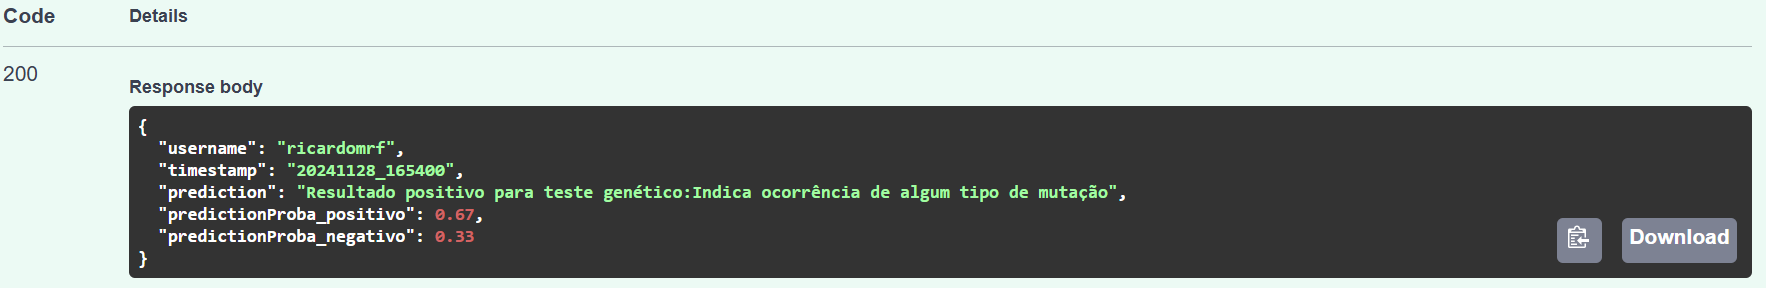 Code Details
200
Response body
{
"username": "ricardomrf",
"timestamp": "20241128_165400",
"prediction": "Resultado positivo para teste genético:Indica ocorrência de algum tipo de mutação",
"predictionProba_positivo": 0.67,
"predictionProba_negativo": 0.33
}
Download